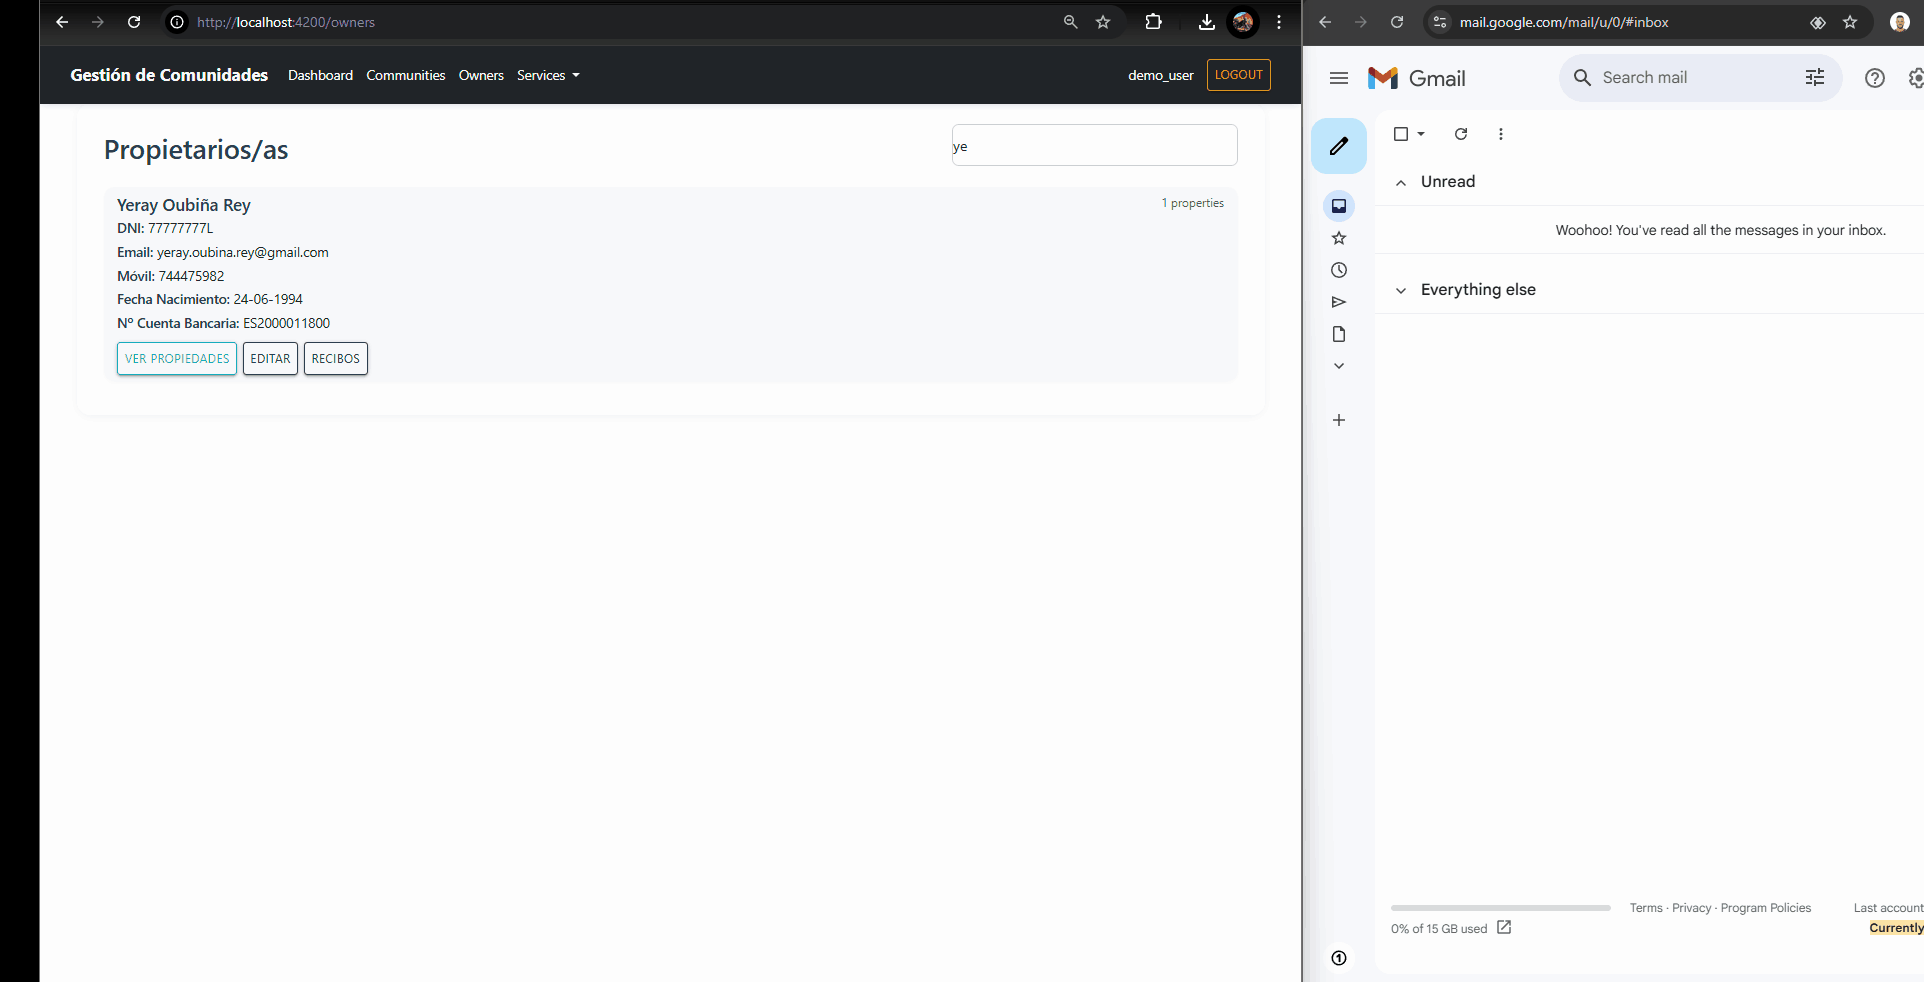 http://localhost:4200/owners
Gestión de Comunidades Dashboard Communities Owners Services demo_user LOGOUT
Propietarios/as
ye
Yeray Oubiña Rey 1 properties
DNI: 77777777L
Email: yeray.oubina.rey@gmail.com
Móvil: 744475982
Fecha Nacimiento: 24-06-1994
Nº Cuenta Bancaria: ES2000011800
VER PROPIEDADES EDITAR RECIBOS
mail.google.com/mail/u/0/#inbox
Gmail Search mail
Unread
Woohoo! You've read all the messages in your inbox.
Everything else
Terms · Privacy · Program Policies
Last account
0% of 15 GB used
Currently